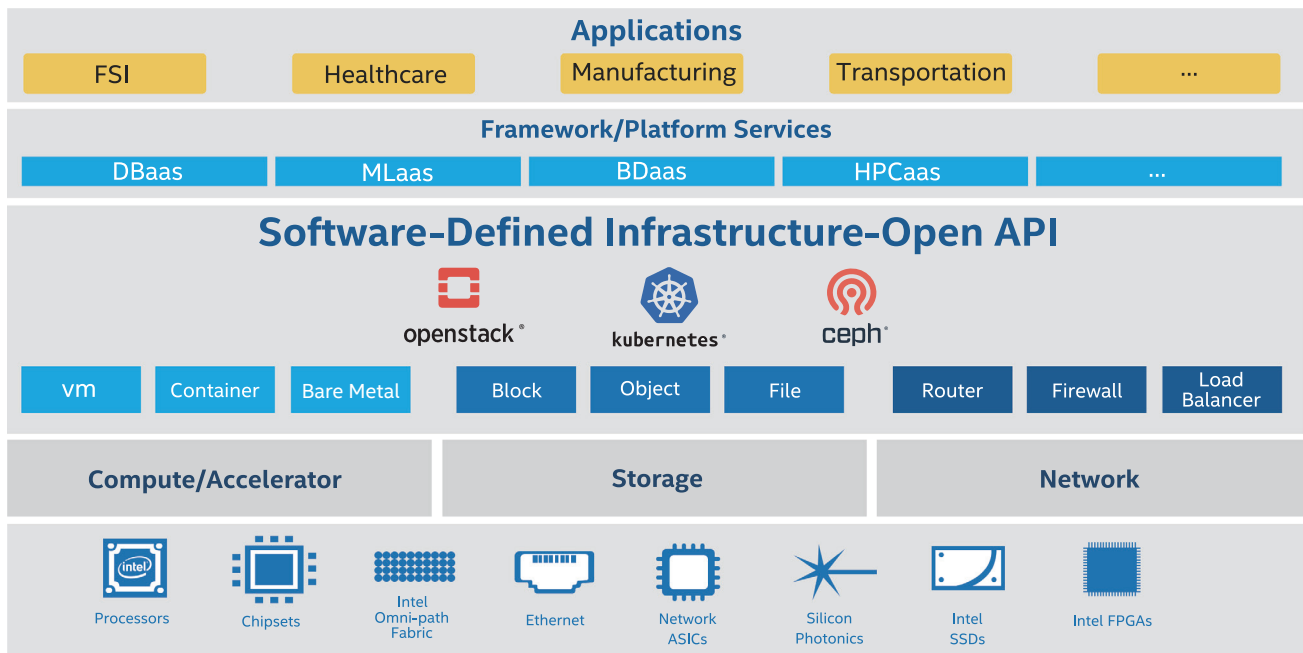 Applications
FSI
Healthcare
Manufacturing
Transportation
...
Framework/Platform Services
DBaas
MLaas
BDaas
HPCaas
...
Software-Defined Infrastructure-Open API
openstack®
kubernetes®
ceph®
vm
Container
Bare Metal
Block
Object
File
Router
Firewall
Load
Balancer
Compute/Accelerator
Storage
Network
intel
Processors
Chipsets
Intel
Omni-path
Fabric
Ethernet
Network
ASICs
Silicon
Photonics
Intel
SSDs
Intel FPGAs